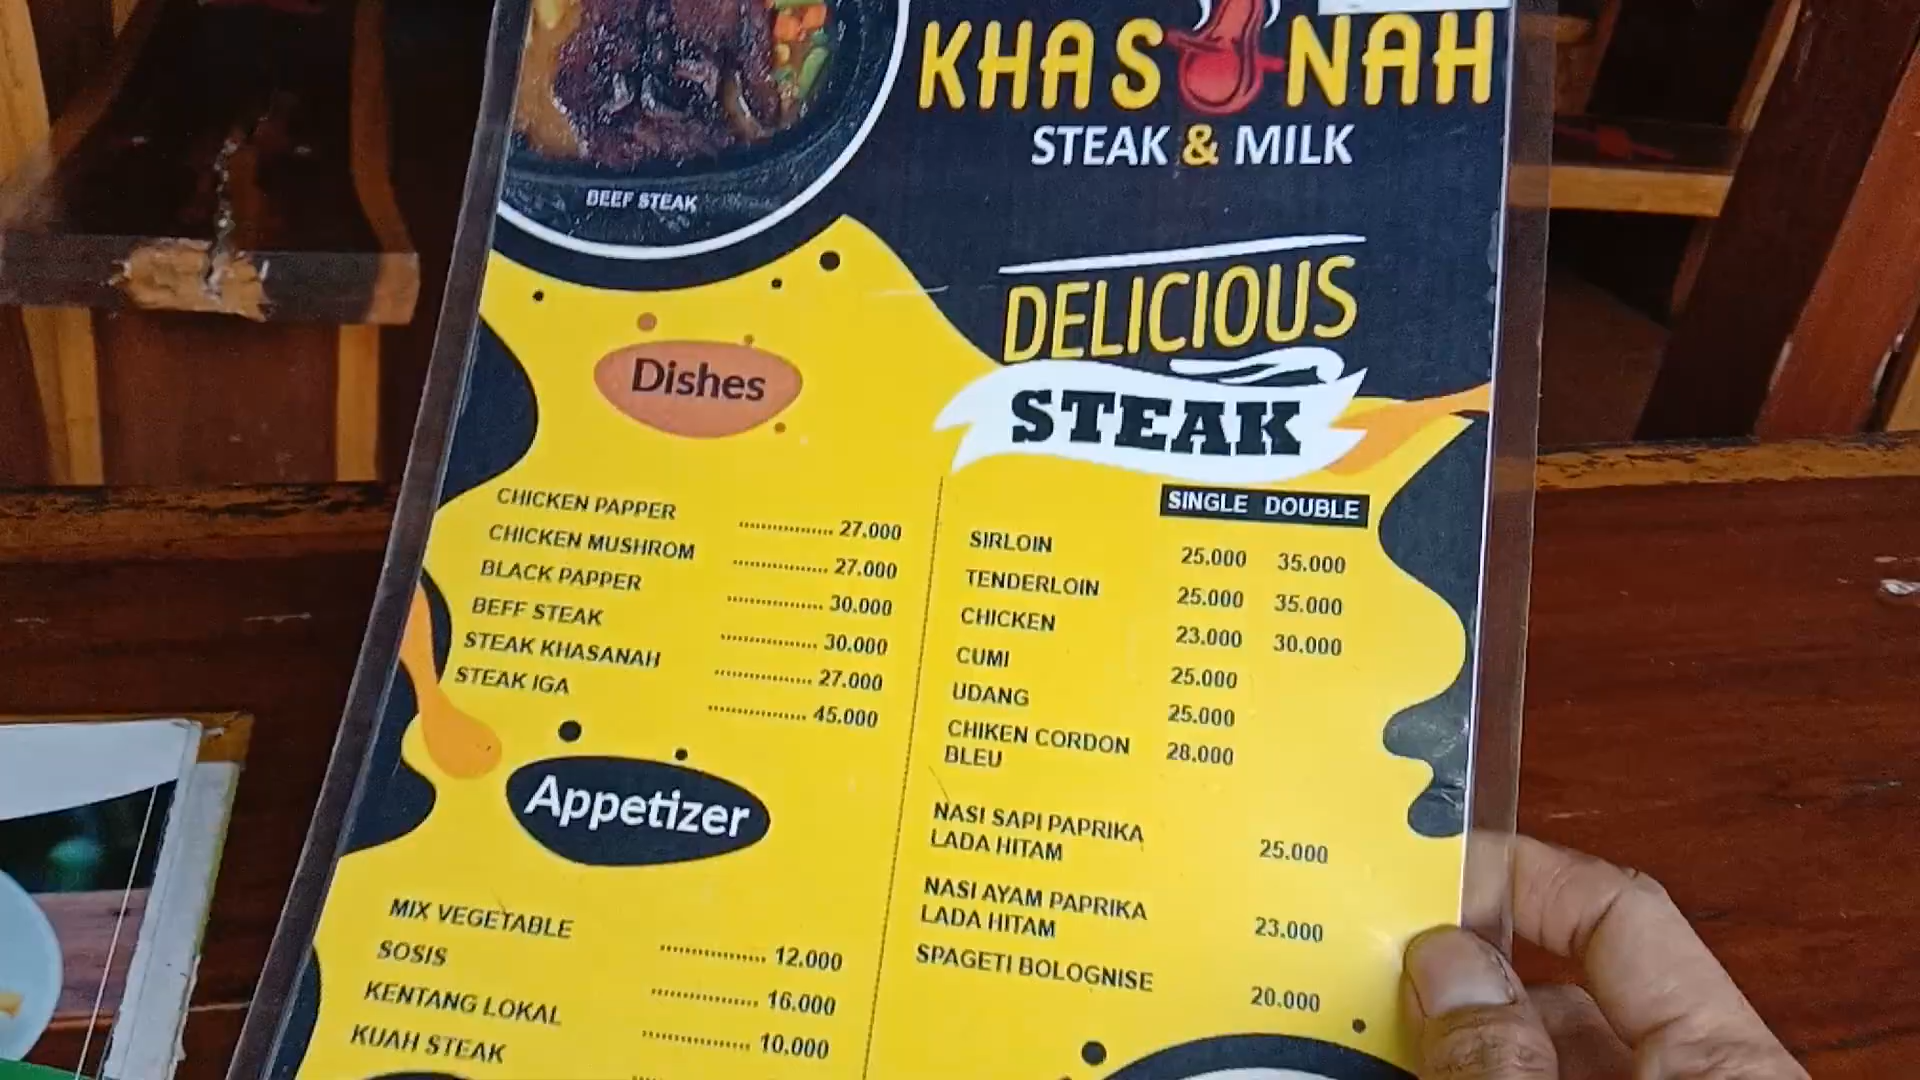 KHASANAH
STEAK & MILK
BEEF STEAK
DELICIOUS
STEAK
Dishes
CHICKEN PAPPER ................ 27.000
CHICKEN MUSHROM ................ 27.000
BLACK PAPPER ................ 30.000
BEFF STEAK ................ 30.000
STEAK KHASANAH ................ 27.000
STEAK IGA ................ 45.000
Appetizer
MIX VEGETABLE ................ 12.000
SOSIS ................ 16.000
KENTANG LOKAL ................ 10.000
KUAH STEAK
SINGLE DOUBLE
SIRLOIN 25.000 35.000
TENDERLOIN 25.000 35.000
CHICKEN 23.000 30.000
CUMI 25.000
UDANG 25.000
CHIKEN CORDON
BLEU 28.000
NASI SAPI PAPRIKA
LADA HITAM 25.000
NASI AYAM PAPRIKA
LADA HITAM 23.000
SPAGETI BOLOGNISE 20.000